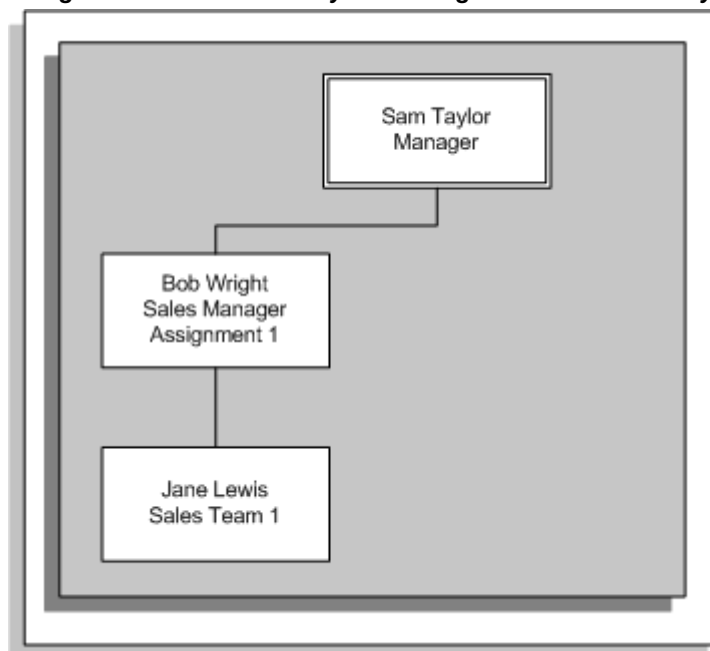 Sam Taylor
Manager
Bob Wright
Sales Manager
Assignment 1
Jane Lewis
Sales Team 1